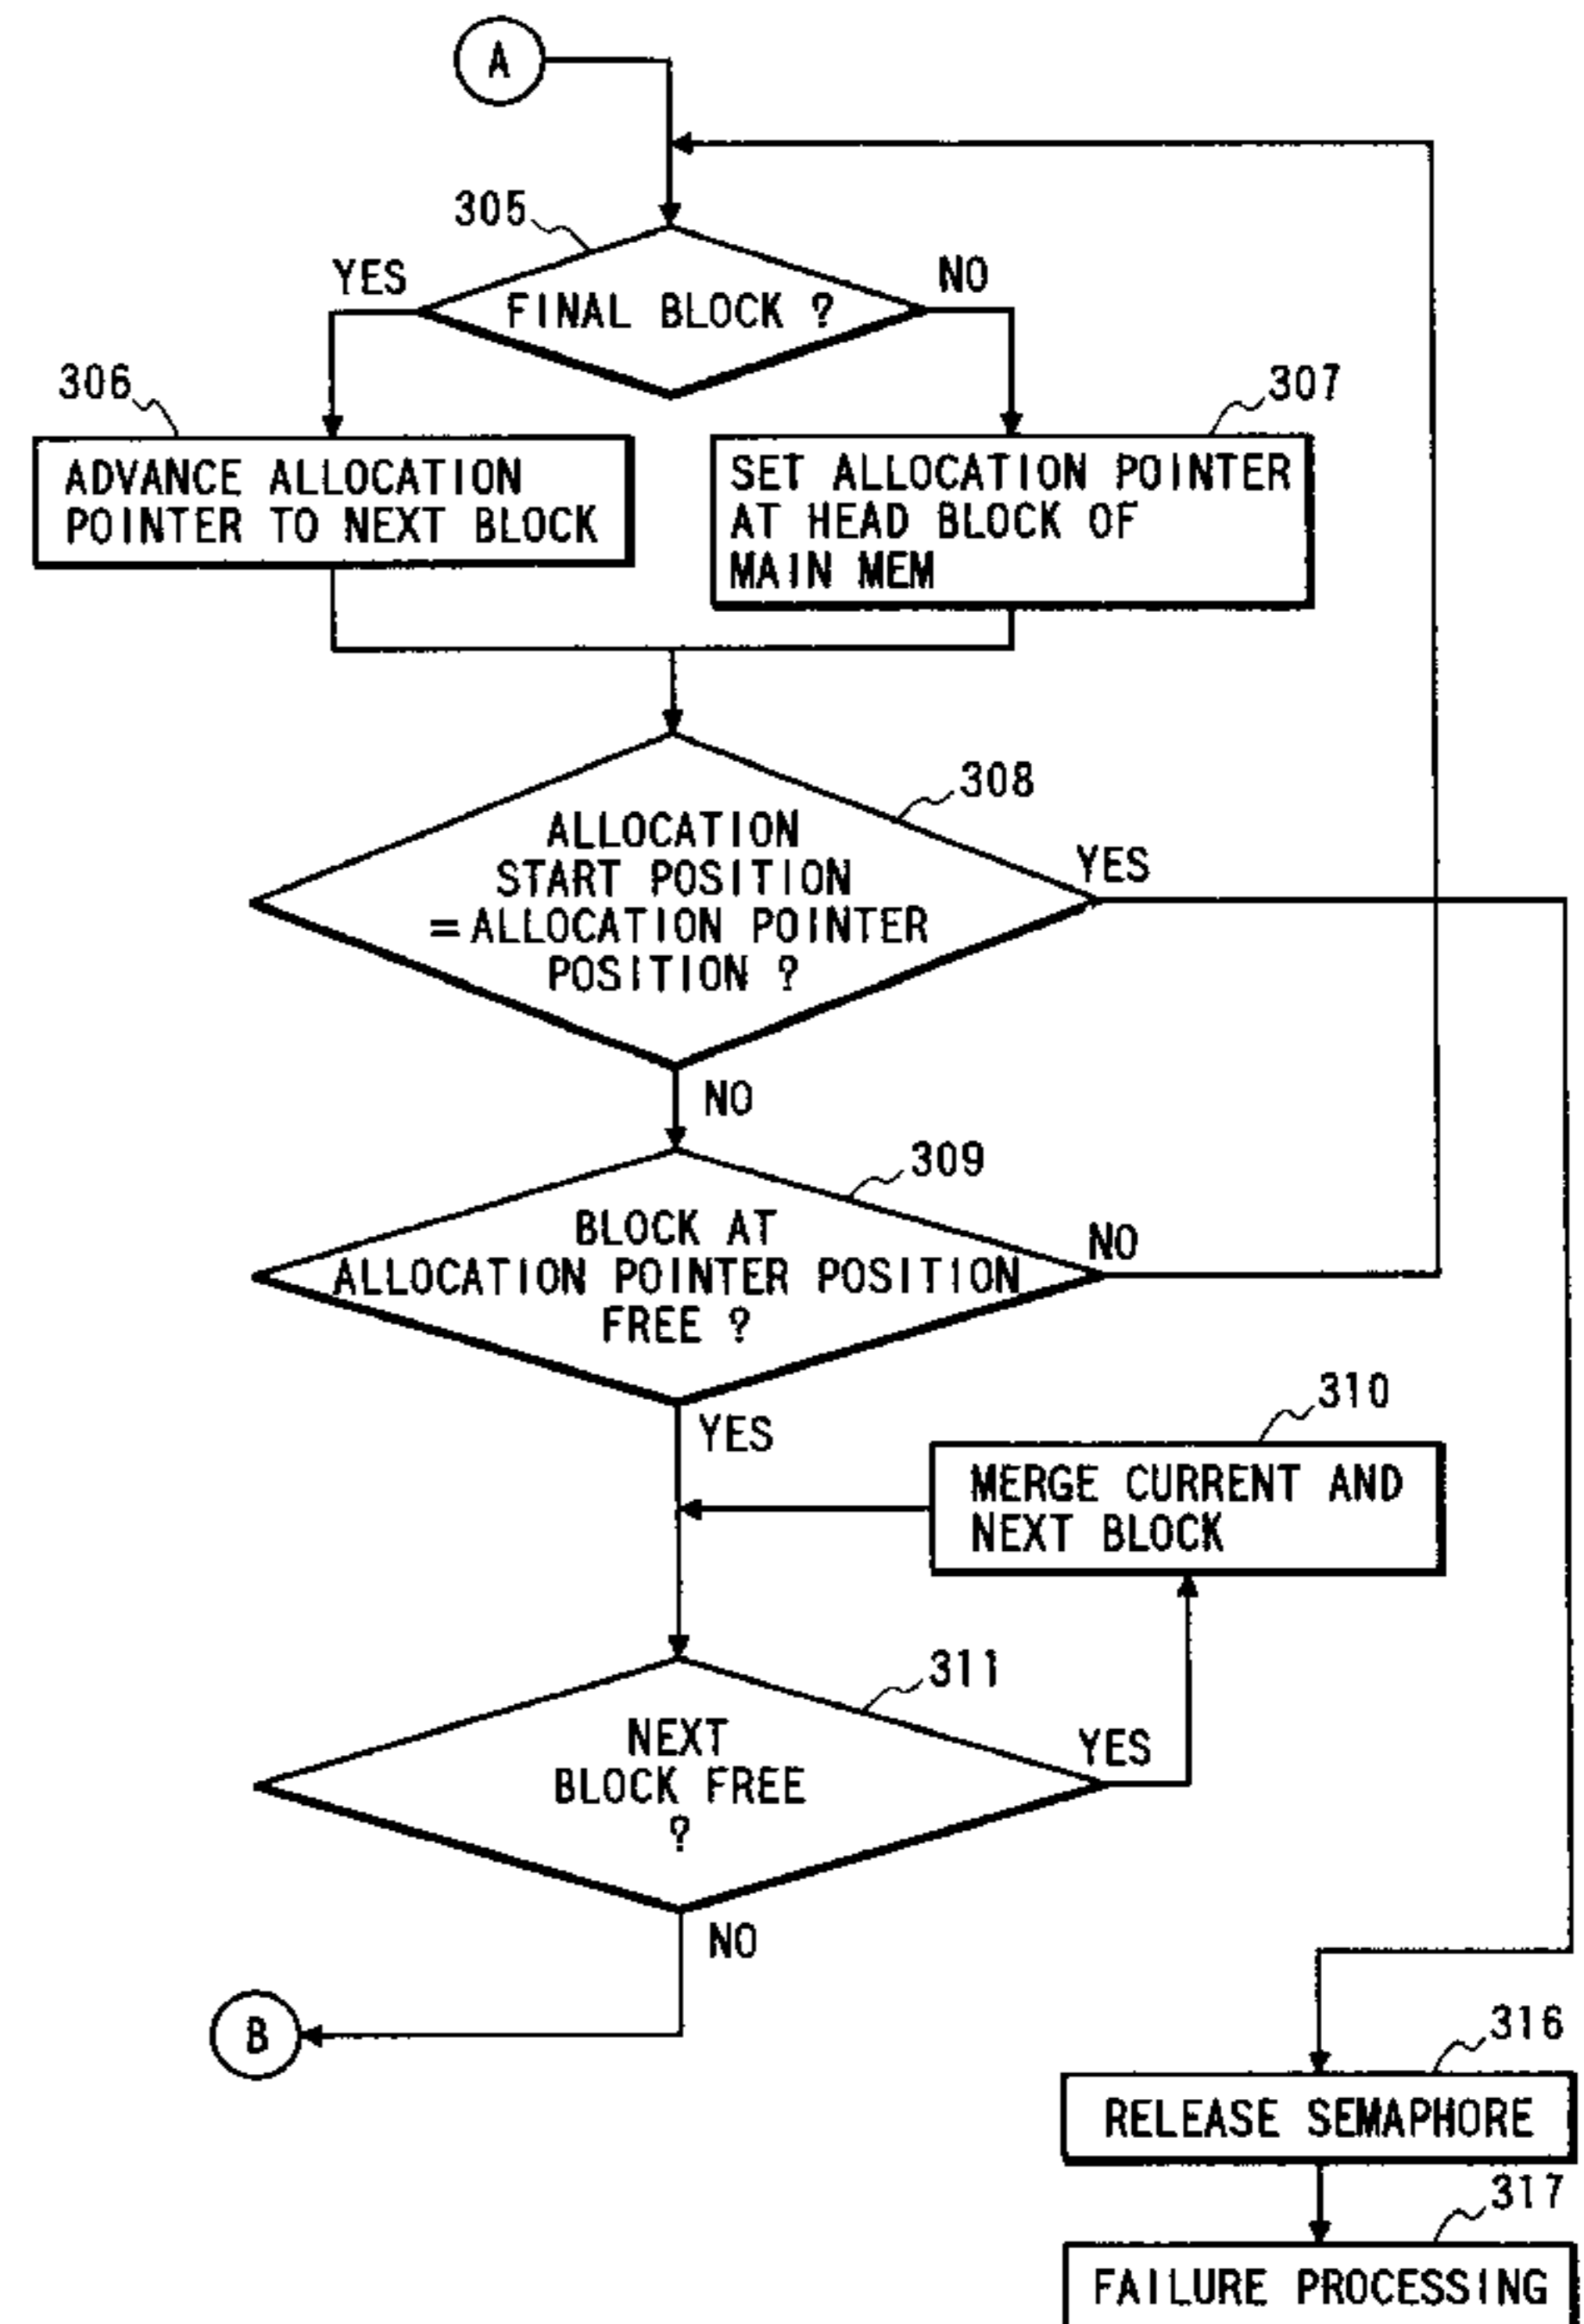 A
305
YES
NO
FINAL BLOCK ?
306
307
ADVANCE ALLOCATION
POINTER TO NEXT BLOCK
SET ALLOCATION POINTER
AT HEAD BLOCK OF
MAIN MEM
308
ALLOCATION
START POSITION
=ALLOCATION POINTER
POSITION ?
YES
NO
309
BLOCK AT
ALLOCATION POINTER POSITION
FREE ?
NO
YES
310
MERGE CURRENT AND
NEXT BLOCK
311
NEXT
BLOCK FREE
?
YES
NO
B
316
RELEASE SEMAPHORE
317
FAILURE PROCESSING